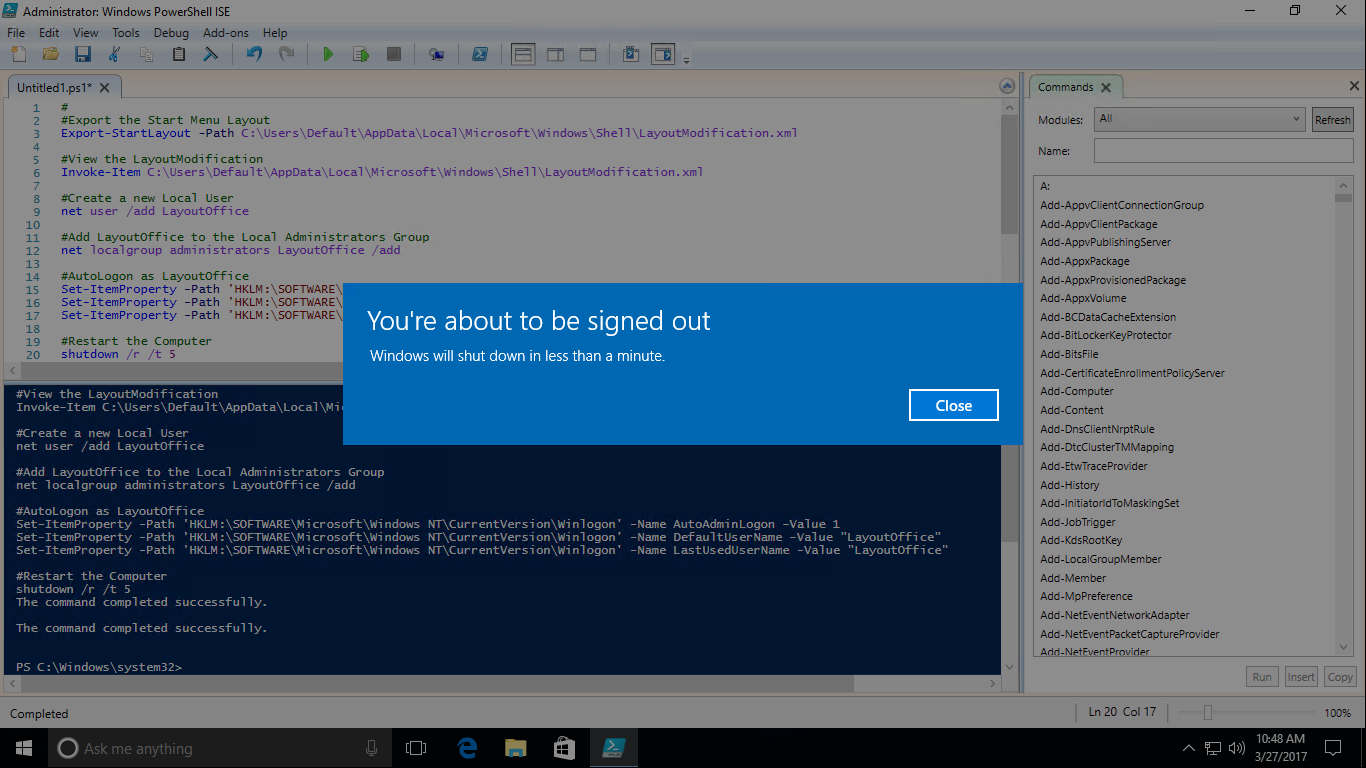 Administrator: Windows PowerShell ISE
File Edit View Tools Debug Add-ons Help
Untitled1.ps1*
1 #
2 #Export the Start Menu Layout
3 Export-StartLayout -Path C:\Users\Default\AppData\Local\Microsoft\Windows\Shell\LayoutModification.xml
4
5 #View the LayoutModification
6 Invoke-Item C:\Users\Default\AppData\Local\Microsoft\Windows\Shell\LayoutModification.xml
7
8 #Create a new Local User
9 net user /add LayoutOffice
10
11 #Add LayoutOffice to the Local Administrators Group
12 net localgroup administrators LayoutOffice /add
13
14 #AutoLogon as LayoutOffice
15 Set-ItemProperty -Path 'HKLM:\SOFTWARE\
16 Set-ItemProperty -Path 'HKLM:\SOFTWARE\
17 Set-ItemProperty -Path 'HKLM:\SOFTWARE\
18
19 #Restart the Computer
20 shutdown /r /t 5
You're about to be signed out
Windows will shut down in less than a minute.
Close
#View the LayoutModification
Invoke-Item C:\Users\Default\AppData\Local\Mi
#Create a new Local User
net user /add LayoutOffice
#Add LayoutOffice to the Local Administrators Group
net localgroup administrators LayoutOffice /add
#AutoLogon as LayoutOffice
Set-ItemProperty -Path 'HKLM:\SOFTWARE\Microsoft\Windows NT\CurrentVersion\Winlogon' -Name AutoAdminLogon -Value 1
Set-ItemProperty -Path 'HKLM:\SOFTWARE\Microsoft\Windows NT\CurrentVersion\Winlogon' -Name DefaultUserName -Value "LayoutOffice"
Set-ItemProperty -Path 'HKLM:\SOFTWARE\Microsoft\Windows NT\CurrentVersion\Winlogon' -Name LastUsedUserName -Value "LayoutOffice"
#Restart the Computer
shutdown /r /t 5
The command completed successfully.
The command completed successfully.
PS C:\Windows\system32>
Commands
Modules: All Refresh
Name:
A:
Add-AppvClientConnectionGroup
Add-AppvClientPackage
Add-AppvPublishingServer
Add-AppxPackage
Add-AppxProvisionedPackage
Add-AppxVolume
Add-BCDataCacheExtension
Add-BitLockerKeyProtector
Add-BitsFile
Add-CertificateEnrollmentPolicyServer
Add-Computer
Add-Content
Add-DnsClientNrptRule
Add-DtcClusterTMMapping
Add-EtwTraceProvider
Add-History
Add-InitiatorIdToMaskingSet
Add-JobTrigger
Add-KdsRootKey
Add-LocalGroupMember
Add-Member
Add-MpPreference
Add-NetEventNetworkAdapter
Add-NetEventPacketCaptureProvider
Add-NetEventProvider
Run Insert Copy
Completed
Ln 20 Col 17
100%
Ask me anything
10:48 AM
3/27/2017